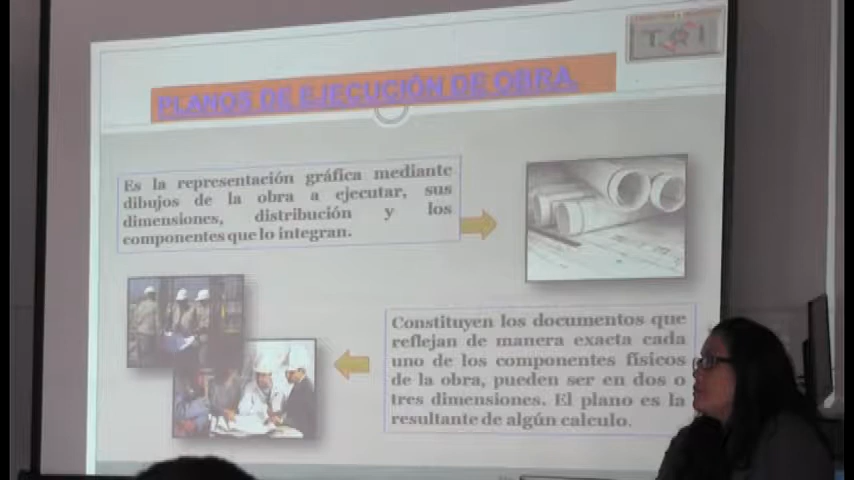 PLANOS DE EJECUCIÓN DE OBRA
Es la representación gráfica mediante
dibujos de la obra a ejecutar, sus
dimensiones, distribución y los
componentes que lo integran.
Constituyen los documentos que
reflejan de manera exacta cada
uno de los componentes físicos
de la obra, pueden ser en dos o
tres dimensiones. El plano es la
resultante de algún calculo.